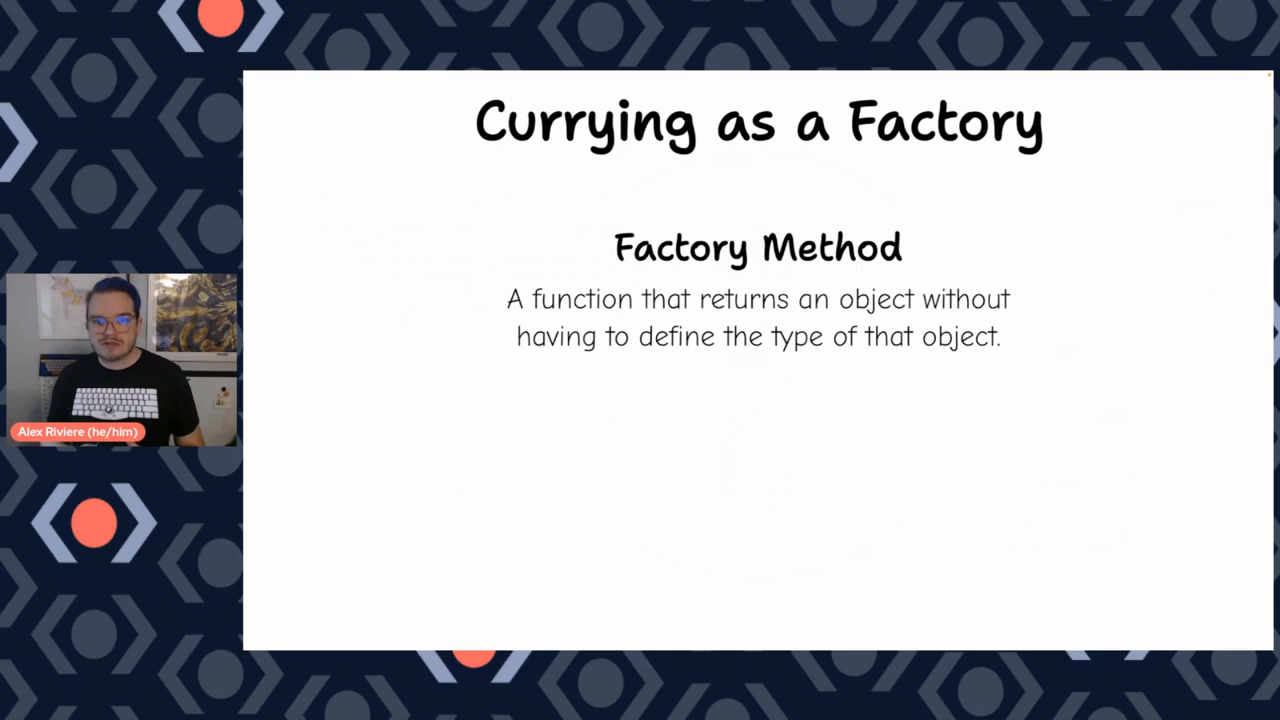 Currying as a Factory
Factory Method
A function that returns an object without
having to define the type of that object.
Alex Riviere (he/him)